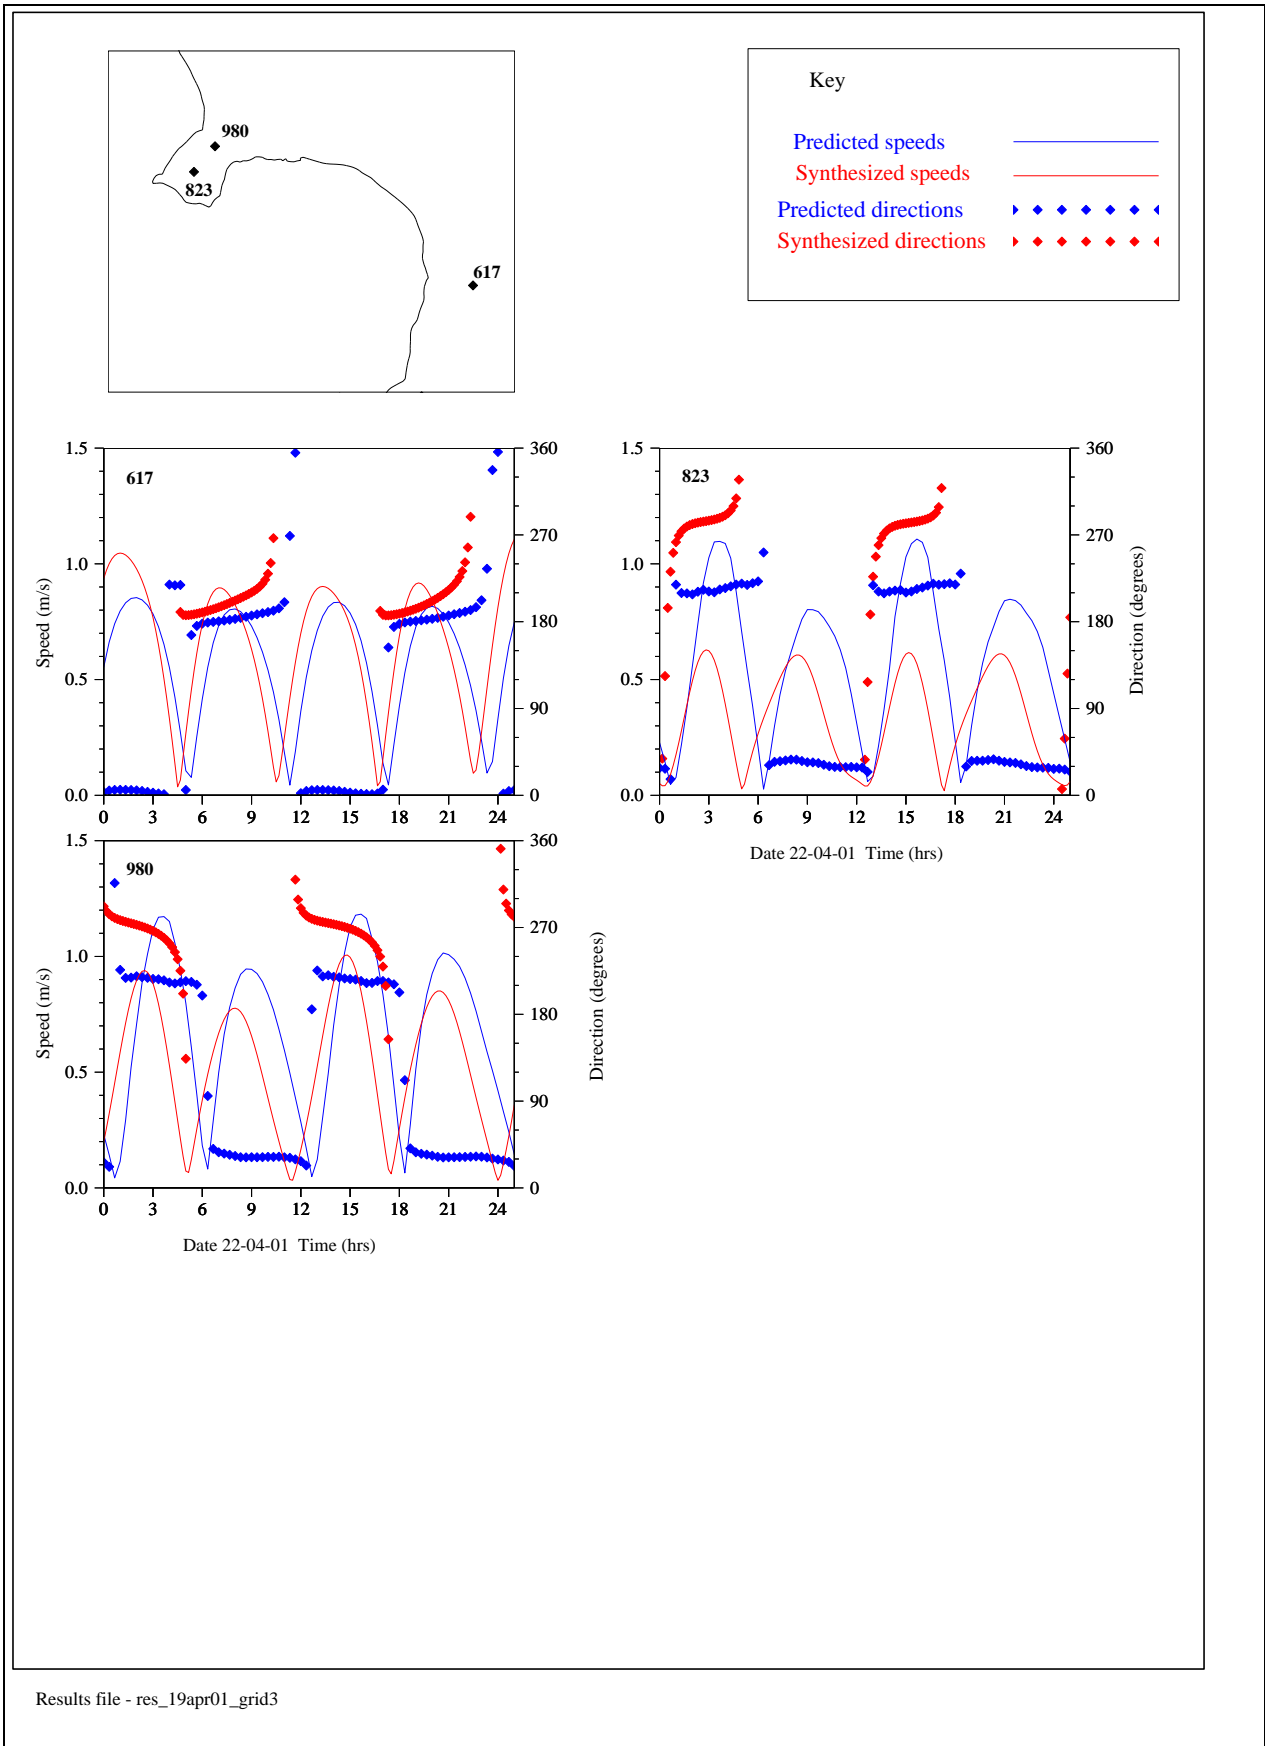 980
823
617
Key
Predicted speeds
Synthesized speeds
Predicted directions
Synthesized directions
617
1.5
1.0
0.5
0.0
Speed (m/s)
360
270
180
90
0
0 3 6 9 12 15 18 21 24
823
1.5
1.0
0.5
0.0
360
270
180
90
0
Direction (degrees)
0 3 6 9 12 15 18 21 24
Date 22-04-01 Time (hrs)
980
1.5
1.0
0.5
0.0
Speed (m/s)
360
270
180
90
0
Direction (degrees)
0 3 6 9 12 15 18 21 24
Date 22-04-01 Time (hrs)
Results file - res_19apr01_grid3